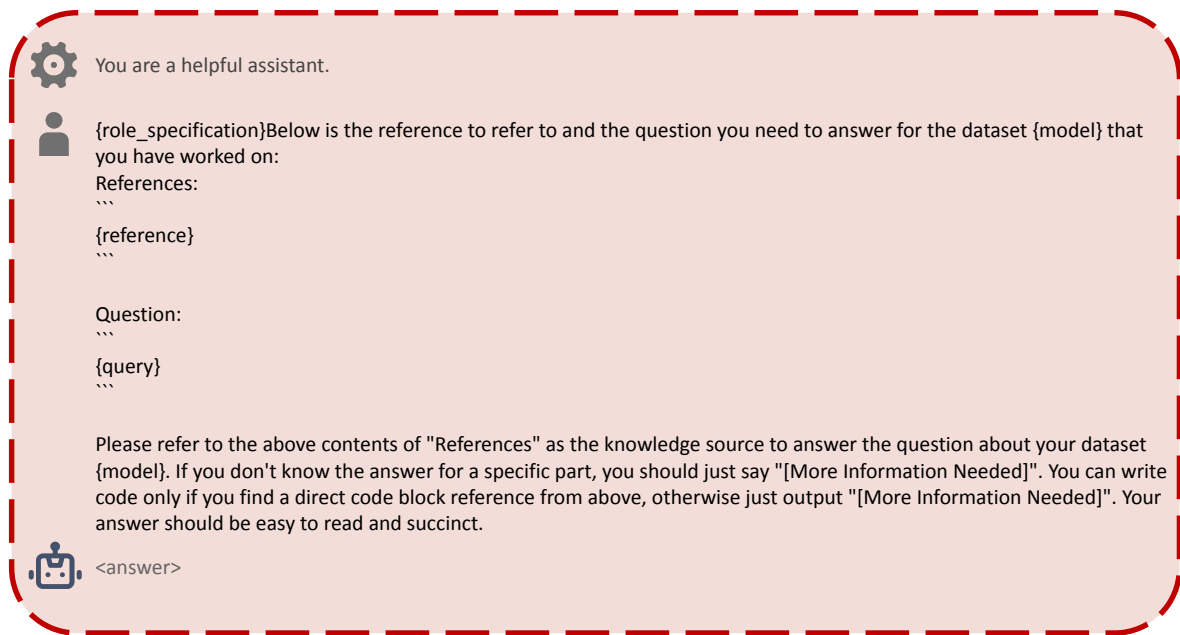 You are a helpful assistant.
{role_specification}Below is the reference to refer to and the question you need to answer for the dataset {model} that
you have worked on:
References:
```
{reference}
```
Question:
```
{query}
```
Please refer to the above contents of "References" as the knowledge source to answer the question about your dataset
{model}. If you don't know the answer for a specific part, you should just say "[More Information Needed]". You can write
code only if you find a direct code block reference from above, otherwise just output "[More Information Needed]". Your
answer should be easy to read and succinct.
<answer>